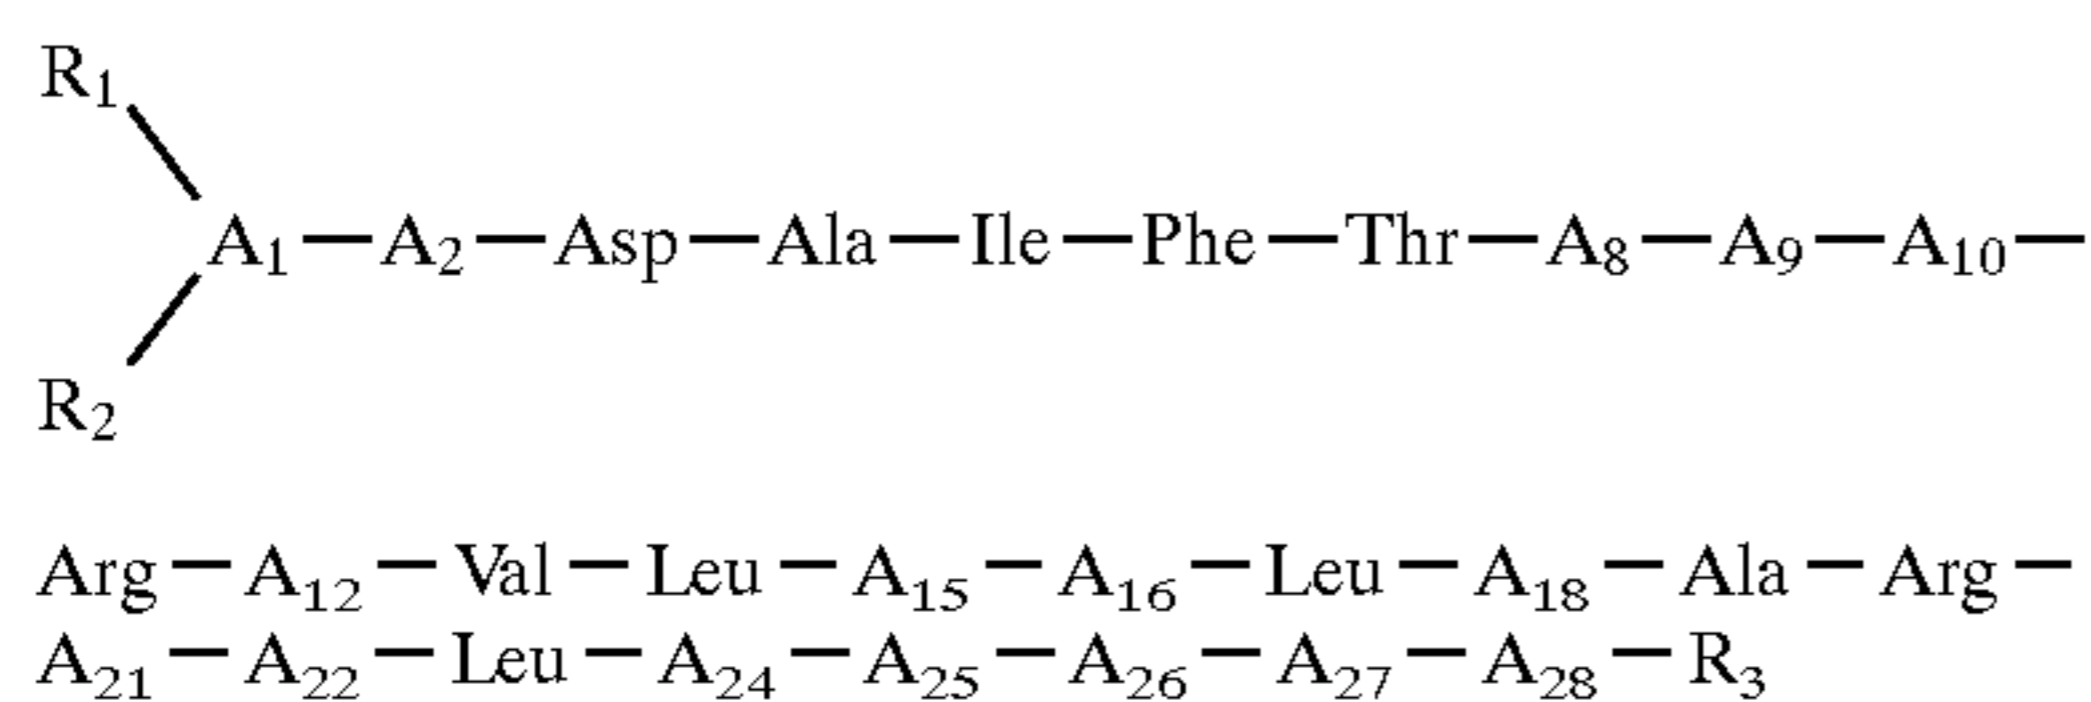 R₁
A₁—A₂—Asp—Ala—Ile—Phe—Thr—A₈—A₉—A₁₀—
R₂
Arg—A₁₂—Val—Leu—A₁₅—A₁₆—Leu—A₁₈—Ala—Arg—
A₂₁—A₂₂—Leu—A₂₄—A₂₅—A₂₆—A₂₇—A₂₈—R₃